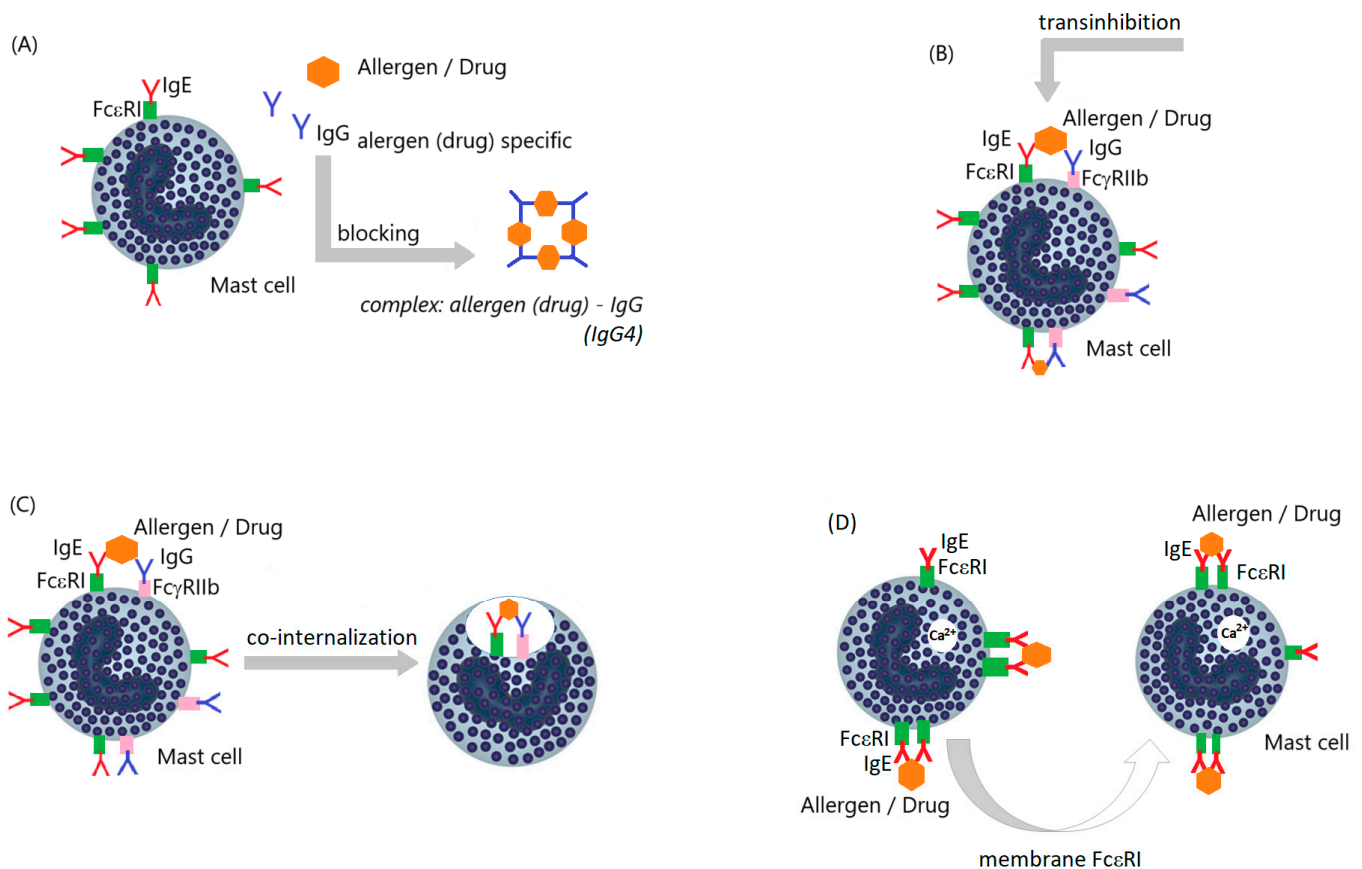 (A)
Allergen / Drug
IgE
FcεRI
IgG
alergen (drug) specific
blocking
Mast cell
complex: allergen (drug) - IgG
(IgG4)
transinhibition
(B)
Allergen / Drug
IgE
IgG
FcεRI
FcγRIIb
Mast cell
(C)
Allergen / Drug
IgE
IgG
FcεRI
FcγRIIb
co-internalization
Mast cell
(D)
IgE
FcεRI
Ca2+
FcεRI
IgE
Allergen / Drug
Allergen / Drug
IgE
FcεRI
Ca2+
Mast cell
membrane FcεRI